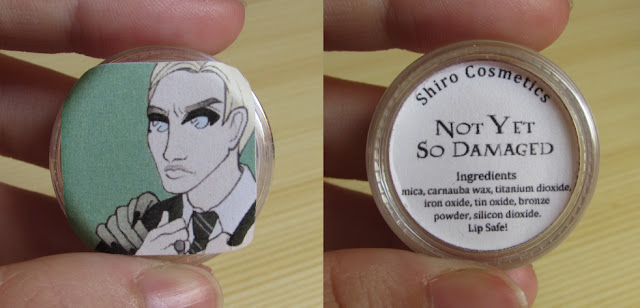 Shiro Cosmetics
Not Yet
So Damaged
Ingredients
mica, carnauba wax, titanium dioxide,
iron oxide, tin oxide, bronze
powder, silicon dioxide.
Lip Safe!